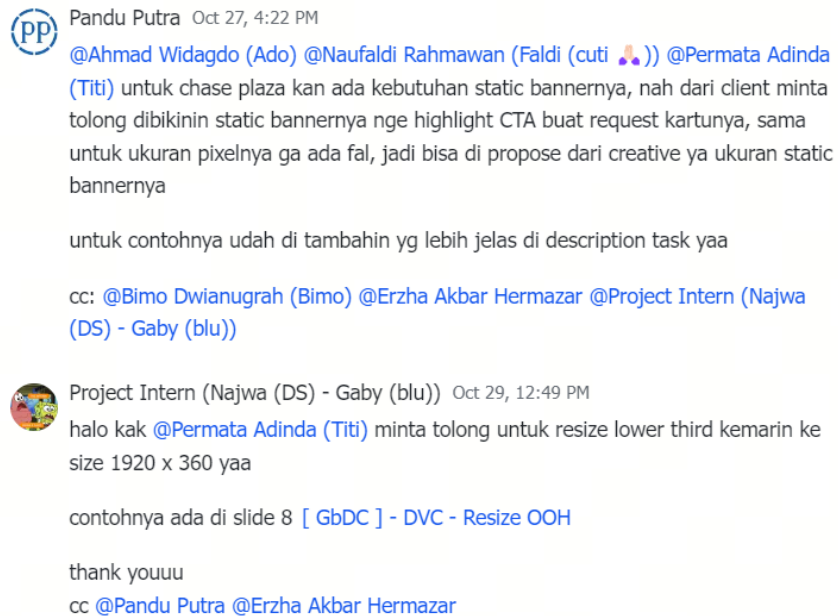 PP
Pandu Putra Oct 27, 4:22 PM
@Ahmad Widagdo (Ado) @Naufaldi Rahmawan (Faldi (cuti 🙏🏻)) @Permata Adinda
(Titi) untuk chase plaza kan ada kebutuhan static bannernya, nah dari client minta
tolong dibikinin static bannernya nge highlight CTA buat request kartunya, sama
untuk ukuran pixelnya ga ada fal, jadi bisa di propose dari creative ya ukuran static
bannernya
untuk contohnya udah di tambahin yg lebih jelas di description task yaa
cc: @Bimo Dwianugrah (Bimo) @Erzha Akbar Hermazar @Project Intern (Najwa
(DS) - Gaby (blu))
Project Intern (Najwa (DS) - Gaby (blu)) Oct 29, 12:49 PM
halo kak @Permata Adinda (Titi) minta tolong untuk resize lower third kemarin ke
size 1920 x 360 yaa
contohnya ada di slide 8 [ GbDC ] - DVC - Resize OOH
thank youuu
cc @Pandu Putra @Erzha Akbar Hermazar